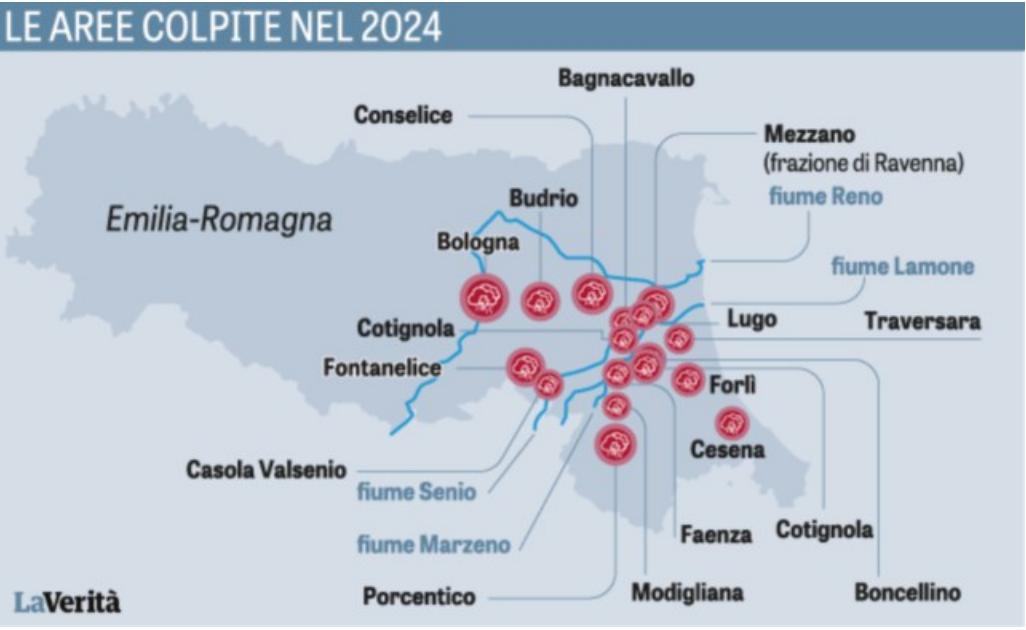 LE AREE COLPITE NEL 2024
Bagnacavallo
Conselice
Mezzano
(frazione di Ravenna)
fiume Reno
Budrio
Emilia-Romagna
Bologna
fiume Lamone
Cotignola
Lugo
Traversara
Fontanelice
Forlì
Cesena
Casola Valsenio
fiume Senio
fiume Marzeno
Faenza
Cotignola
Porcentico
Modigliana
Boncellino
LaVerità